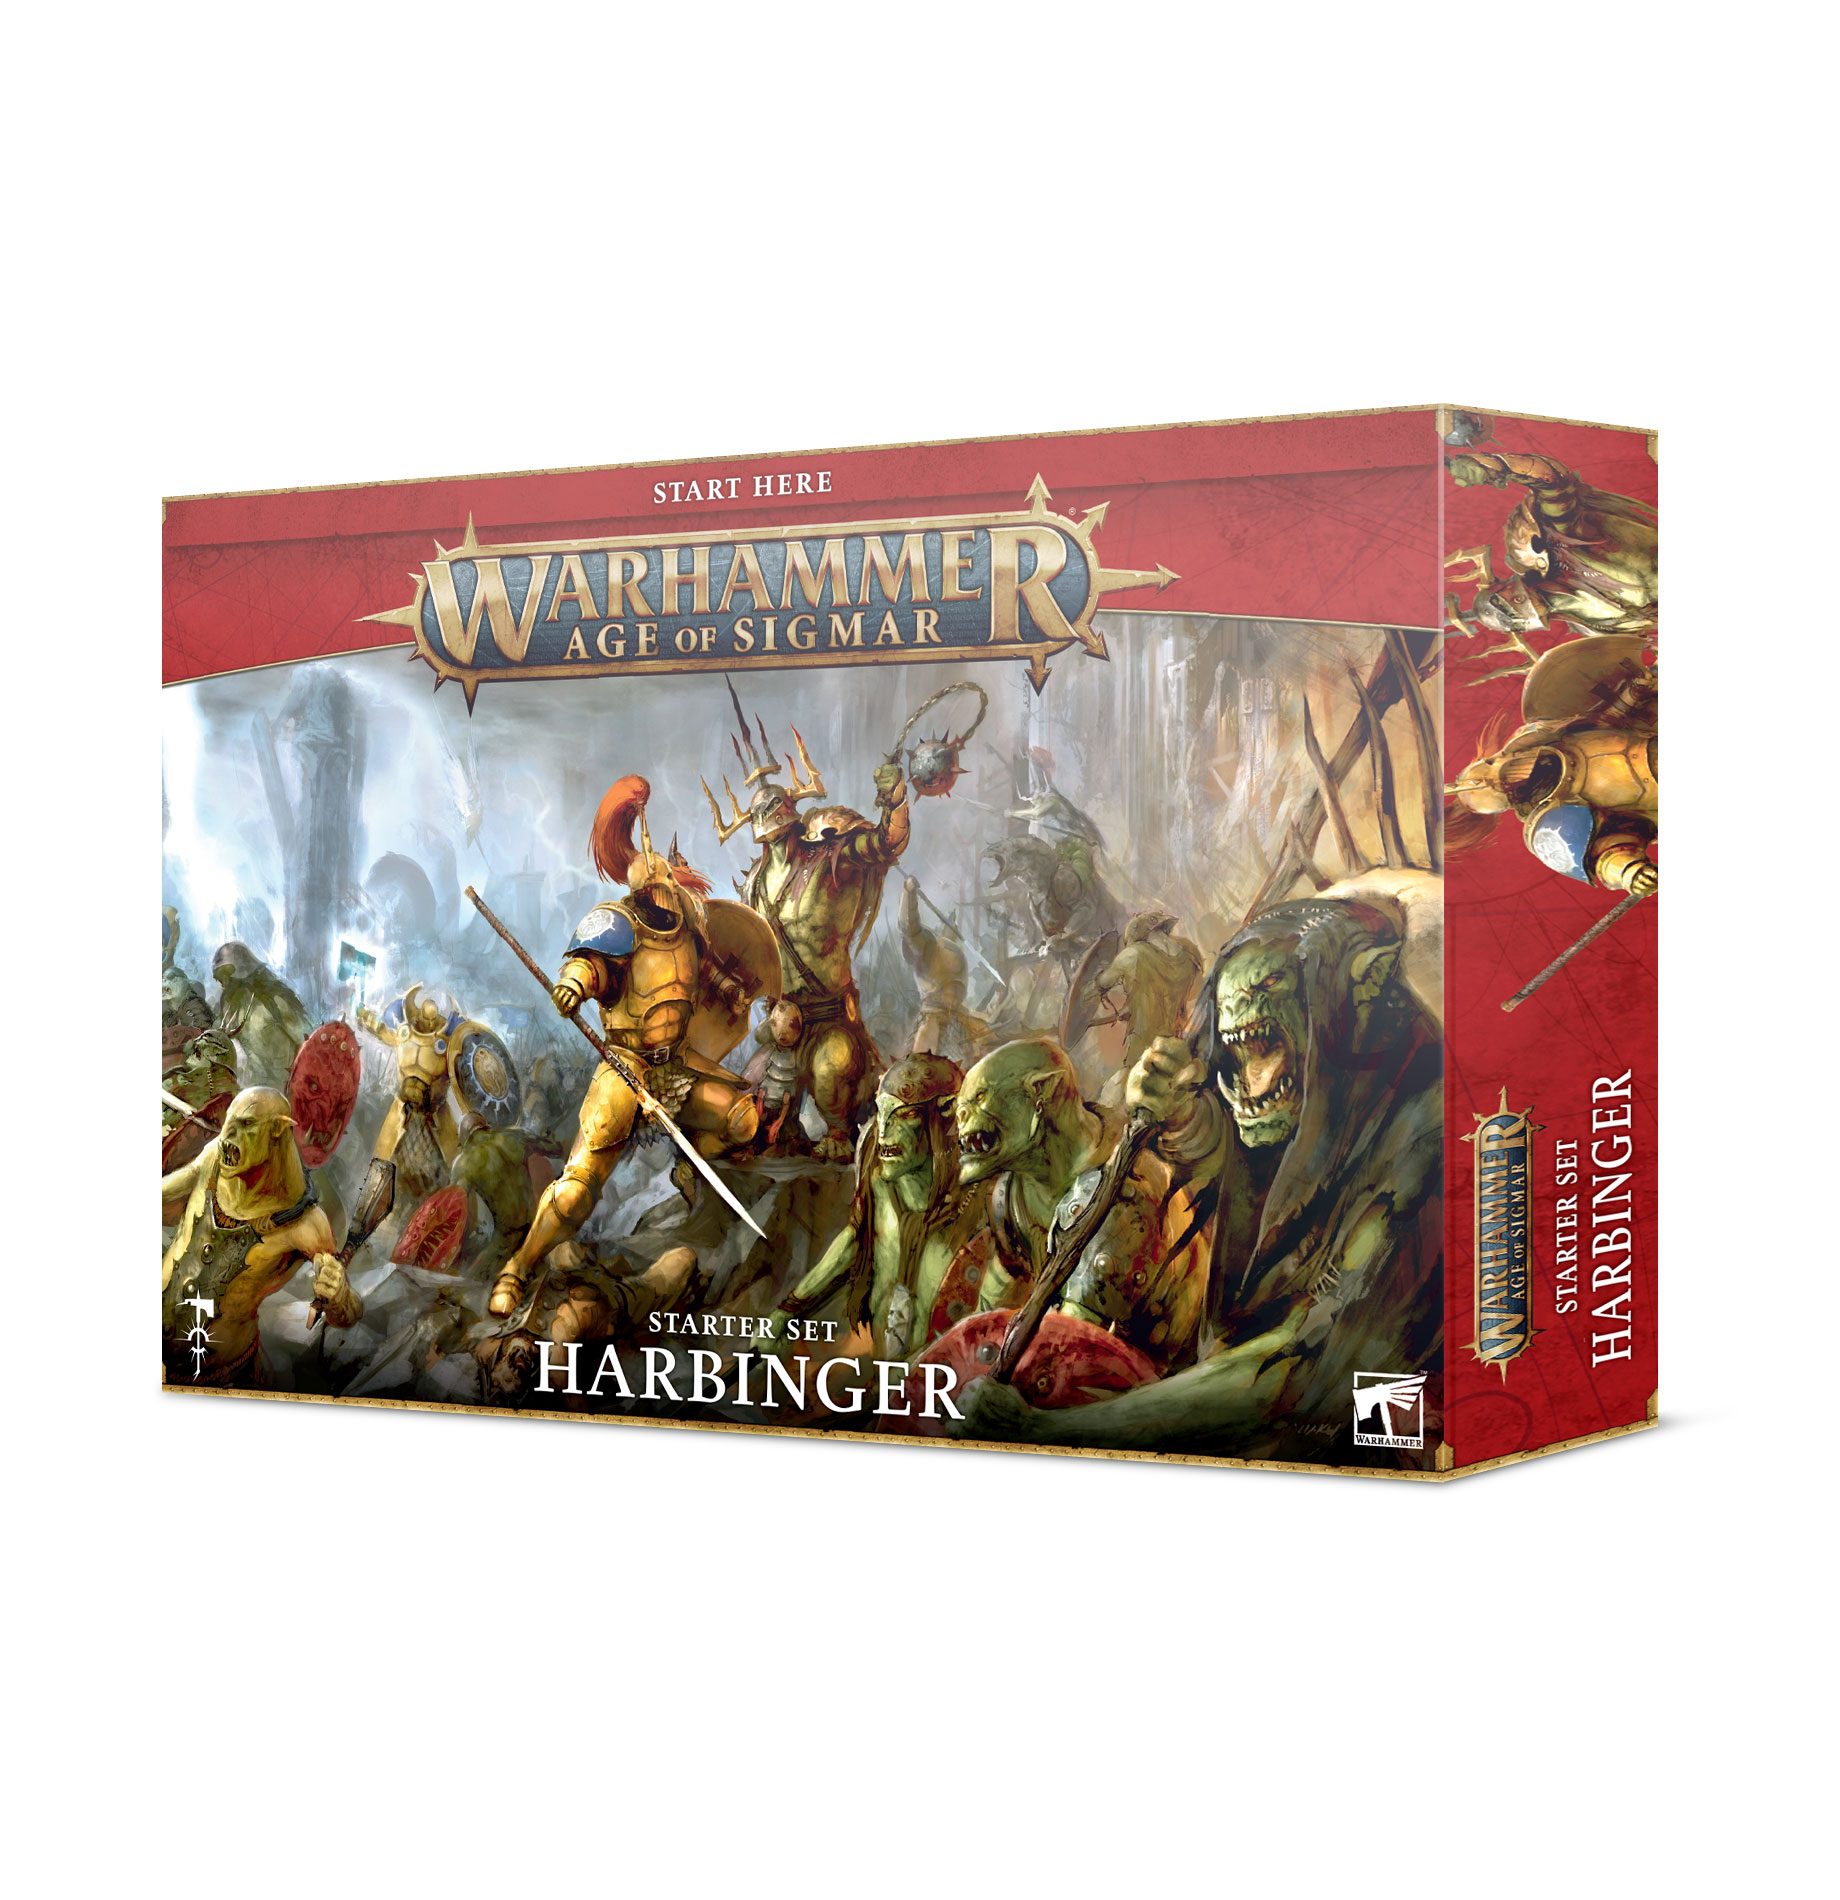 START HERE
WARHAMMER
AGE OF SIGMAR
STARTER SET
HARBINGER
WARHAMMER
WARHAMMER
AGE OF SIGMAR
STARTER SET
HARBINGER